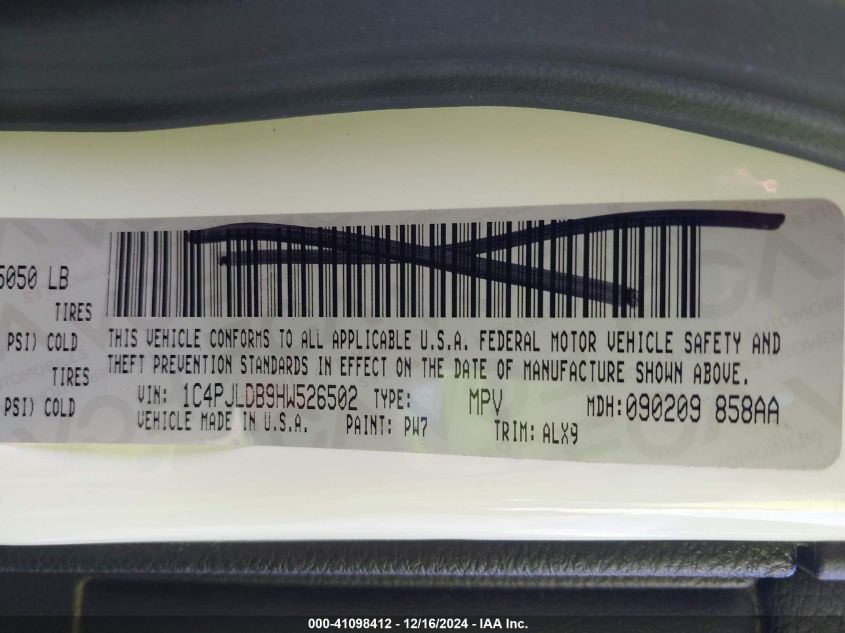 5050 LB
TIRES
PSI) COLD
TIRES
PSI) COLD
THIS VEHICLE CONFORMS TO ALL APPLICABLE U.S.A. FEDERAL MOTOR VEHICLE SAFETY AND
THEFT PREVENTION STANDARDS IN EFFECT ON THE DATE OF MANUFACTURE SHOWN ABOVE.
VIN: 1C4PJLDB9HW526502 TYPE: MPV MDH:090209 858AA
VEHICLE MADE IN U.S.A. PAINT: PW7 TRIM: ALX9
000-41098412 - 12/16/2024 - IAA Inc.